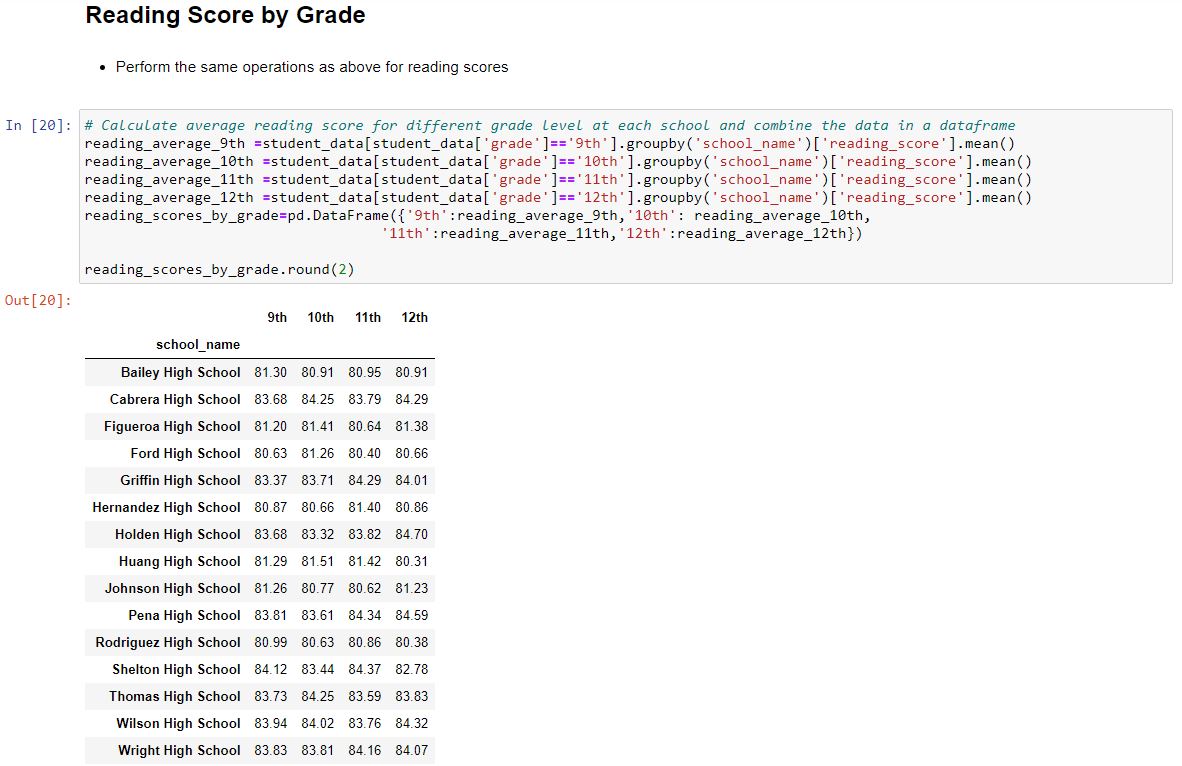 Reading Score by Grade
• Perform the same operations as above for reading scores
In [20]:
# Calculate average reading score for different grade level at each school and combine the data in a dataframe
reading_average_9th =student_data[student_data['grade']=='9th'].groupby('school_name')['reading_score'].mean()
reading_average_10th =student_data[student_data['grade']=='10th'].groupby('school_name')['reading_score'].mean()
reading_average_11th =student_data[student_data['grade']=='11th'].groupby('school_name')['reading_score'].mean()
reading_average_12th =student_data[student_data['grade']=='12th'].groupby('school_name')['reading_score'].mean()
reading_scores_by_grade=pd.DataFrame({'9th':reading_average_9th,'10th': reading_average_10th,
'11th':reading_average_11th,'12th':reading_average_12th})
reading_scores_by_grade.round(2)
Out[20]:
9th 10th 11th 12th
school_name
Bailey High School 81.30 80.91 80.95 80.91
Cabrera High School 83.68 84.25 83.79 84.29
Figueroa High School 81.20 81.41 80.64 81.38
Ford High School 80.63 81.26 80.40 80.66
Griffin High School 83.37 83.71 84.29 84.01
Hernandez High School 80.87 80.66 81.40 80.86
Holden High School 83.68 83.32 83.82 84.70
Huang High School 81.29 81.51 81.42 80.31
Johnson High School 81.26 80.77 80.62 81.23
Pena High School 83.81 83.61 84.34 84.59
Rodriguez High School 80.99 80.63 80.86 80.38
Shelton High School 84.12 83.44 84.37 82.78
Thomas High School 83.73 84.25 83.59 83.83
Wilson High School 83.94 84.02 83.76 84.32
Wright High School 83.83 83.81 84.16 84.07